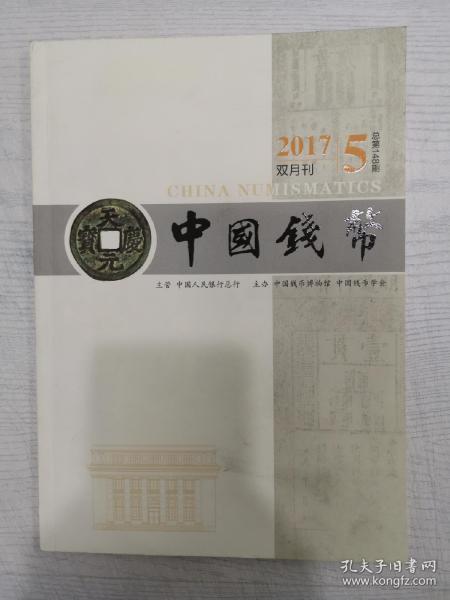 2017 5
双月刊
总第148期
CHINA NUMISMATICS
天慶元寶
中國錢幣
主管 中国人民银行总行 主办 中国钱币博物馆 中国钱币学会
孔夫子旧书网
www.kongfz.com